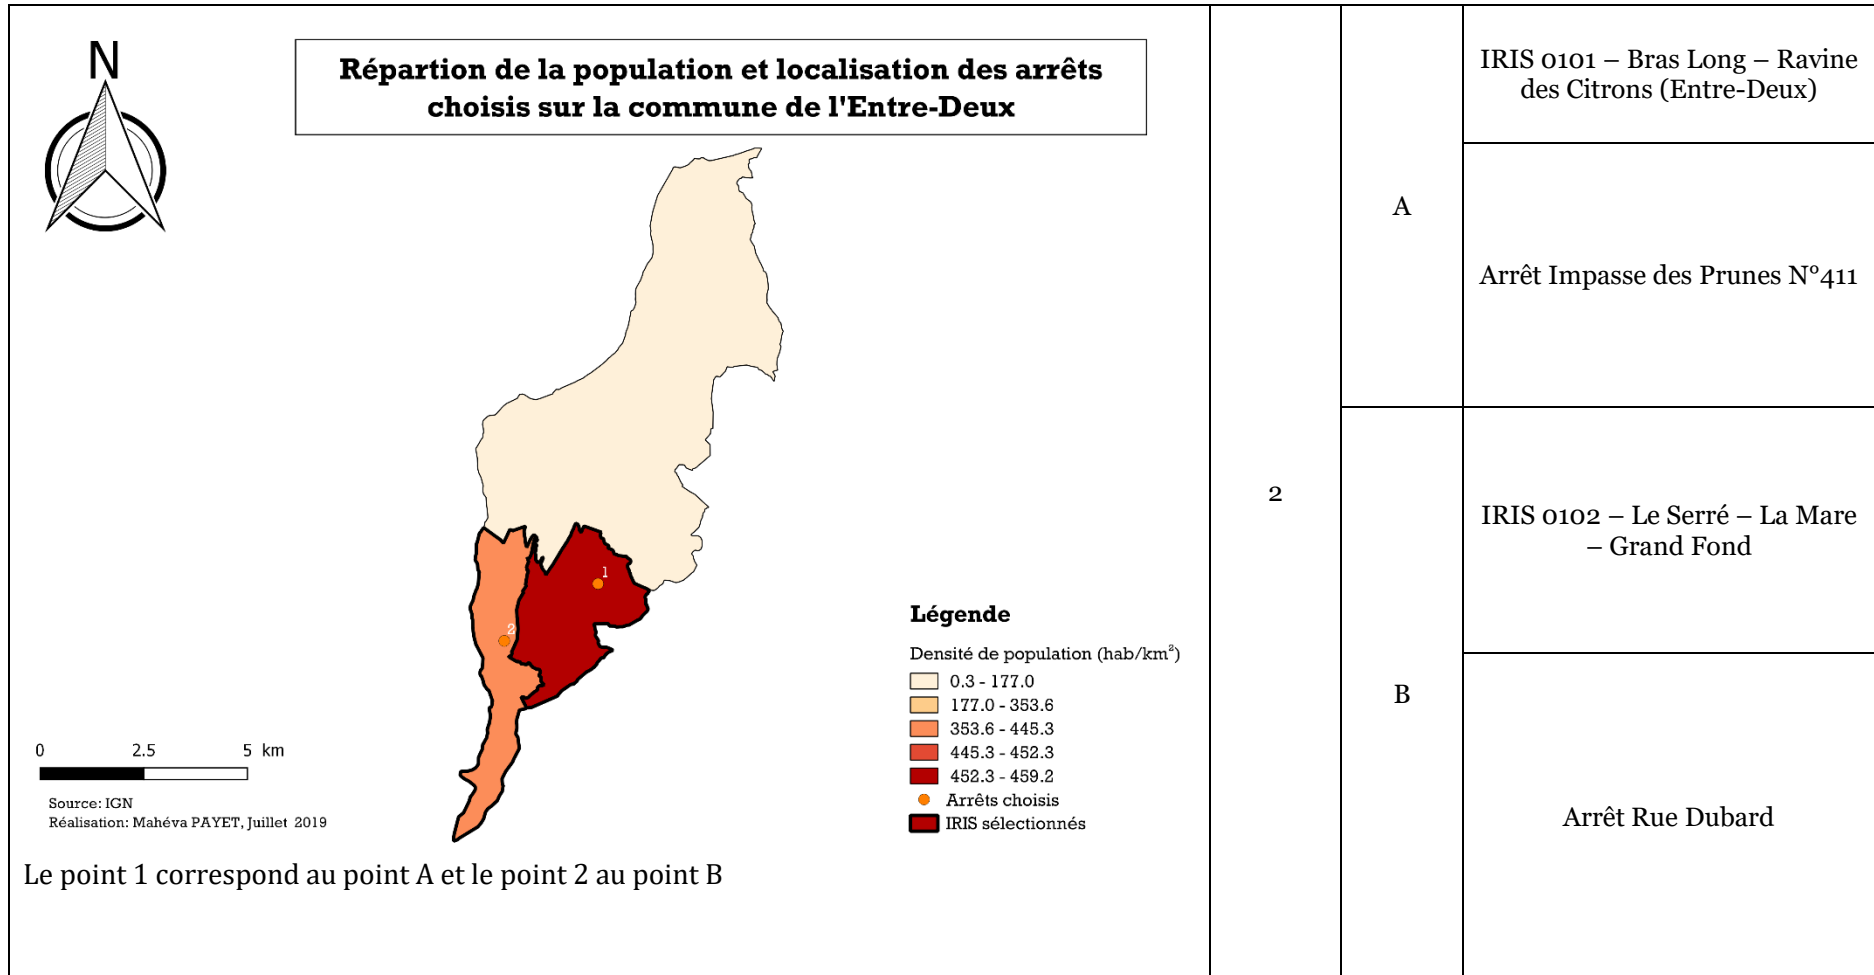 N
Répartion de la population et localisation des arrêts
choisis sur la commune de l'Entre-Deux
1
2
0 2.5 5 km
Source: IGN
Réalisation: Mahéva PAYET, Juillet 2019
Légende
Densité de population (hab/km²)
0.3 - 177.0
177.0 - 353.6
353.6 - 445.3
445.3 - 452.3
452.3 - 459.2
Arrêts choisis
IRIS sélectionnés
Le point 1 correspond au point A et le point 2 au point B
2
A
IRIS 0101 – Bras Long – Ravine
des Citrons (Entre-Deux)
Arrêt Impasse des Prunes N°411
B
IRIS 0102 – Le Serré – La Mare
– Grand Fond
Arrêt Rue Dubard